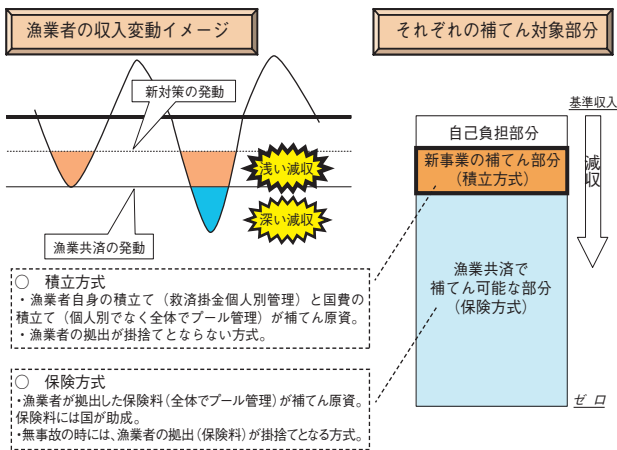 漁業者の収入変動イメージ
それぞれの補てん対象部分
新対策の発動
浅い減収
深い減収
漁業共済の発動
基準収入
自己負担部分
新事業の補てん部分
(積立方式)
減収
漁業共済で
補てん可能な部分
(保険方式)
ゼロ
○ 積立方式
・漁業者自身の積立て(救済掛金個人別管理)と国費の
積立て(個人別でなく全体でプール管理)が補てん原資。
・漁業者の拠出が掛捨てとならない方式。
○ 保険方式
・漁業者が拠出した保険料(全体でプール管理)が補てん原資。
保険料には国が助成。
・無事故の時には、漁業者の拠出(保険料)が掛捨てとなる方式。